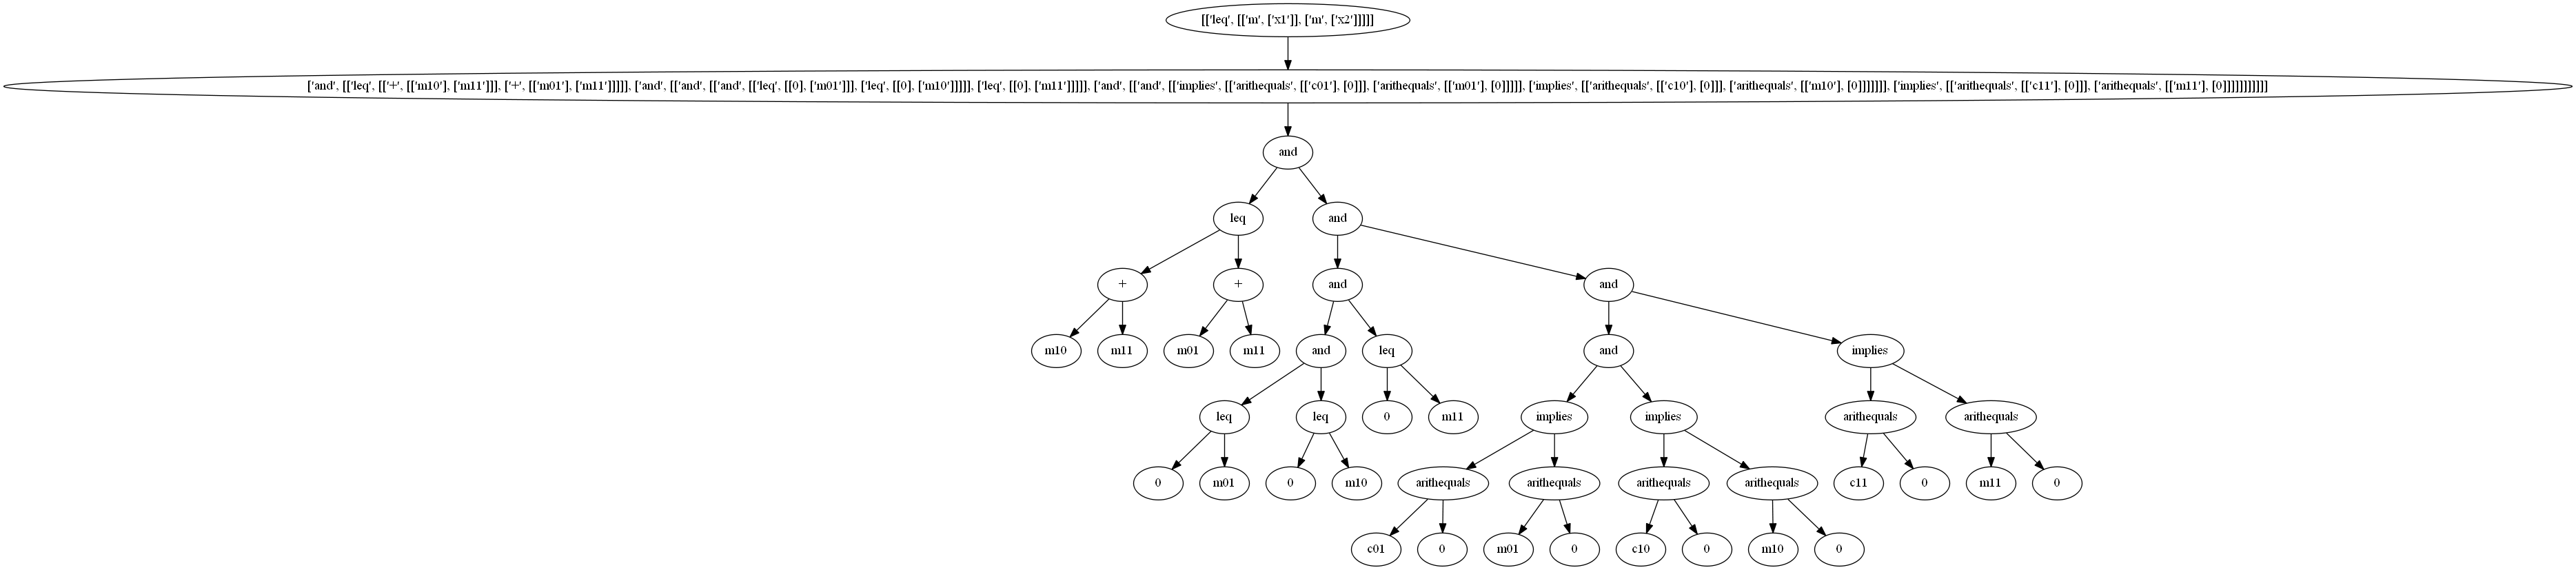 [['leq', [['m', ['x1']], ['m', ['x2']]]]]
['and', [['leq', [['+', [['m10'], ['m11']]], ['+', [['m01'], ['m11']]]]], ['and', [['and', [['and', [['leq', [[0], ['m01']]], ['leq', [[0], ['m10']]]]], ['leq', [[0], ['m11']]]]], ['and', [['and', [['implies', [['arithequals', [['c01'], [0]]], ['arithequals', [['m01'], [0]]]]], ['implies', [['arithequals', [['c10'], [0]]], ['arithequals', [['m10'], [0]]]]]]], ['implies', [['arithequals', [['c11'], [0]]], ['arithequals', [['m11'], [0]]]]]]]]]]]
and
leq and
+ + and and
m10 m11 m01 m11 and leq and implies
leq leq 0 m11 implies implies arithequals arithequals
0 m01 0 m10 arithequals arithequals arithequals arithequals c11 0 m11 0
c01 0 m01 0 c10 0 m10 0